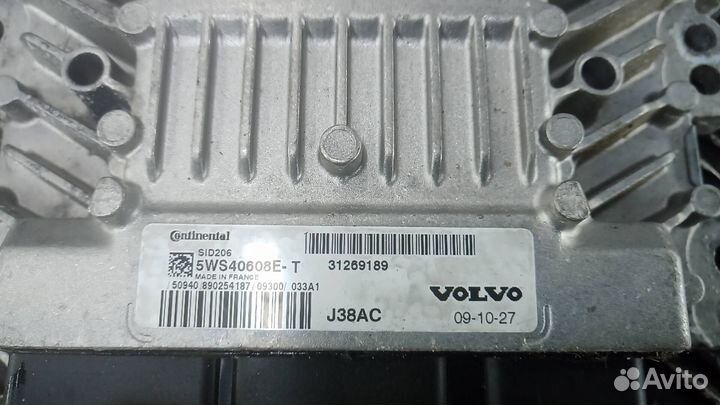 Continental
SID206
5WS40608E-T 31269189
MADE IN FRANCE
50940 890254187/09300/ 033A1
VOLVO
J38AC 09-10-27
Avito